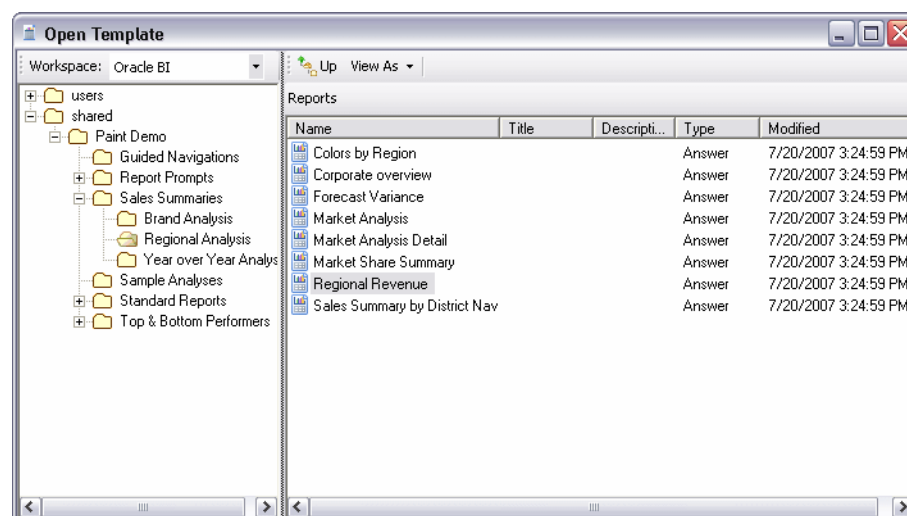 Open Template
Workspace: Oracle BI
Up View As
users
shared
Paint Demo
Guided Navigations
Report Prompts
Sales Summaries
Brand Analysis
Regional Analysis
Year over Year Analys
Sample Analyses
Standard Reports
Top & Bottom Performers
Reports
Name Title Descripti... Type Modified
Colors by Region Answer 7/20/2007 3:24:59 PM
Corporate overview Answer 7/20/2007 3:24:59 PM
Forecast Variance Answer 7/20/2007 3:24:59 PM
Market Analysis Answer 7/20/2007 3:24:59 PM
Market Analysis Detail Answer 7/20/2007 3:24:59 PM
Market Share Summary Answer 7/20/2007 3:24:59 PM
Regional Revenue Answer 7/20/2007 3:24:59 PM
Sales Summary by District Nav Answer 7/20/2007 3:24:59 PM